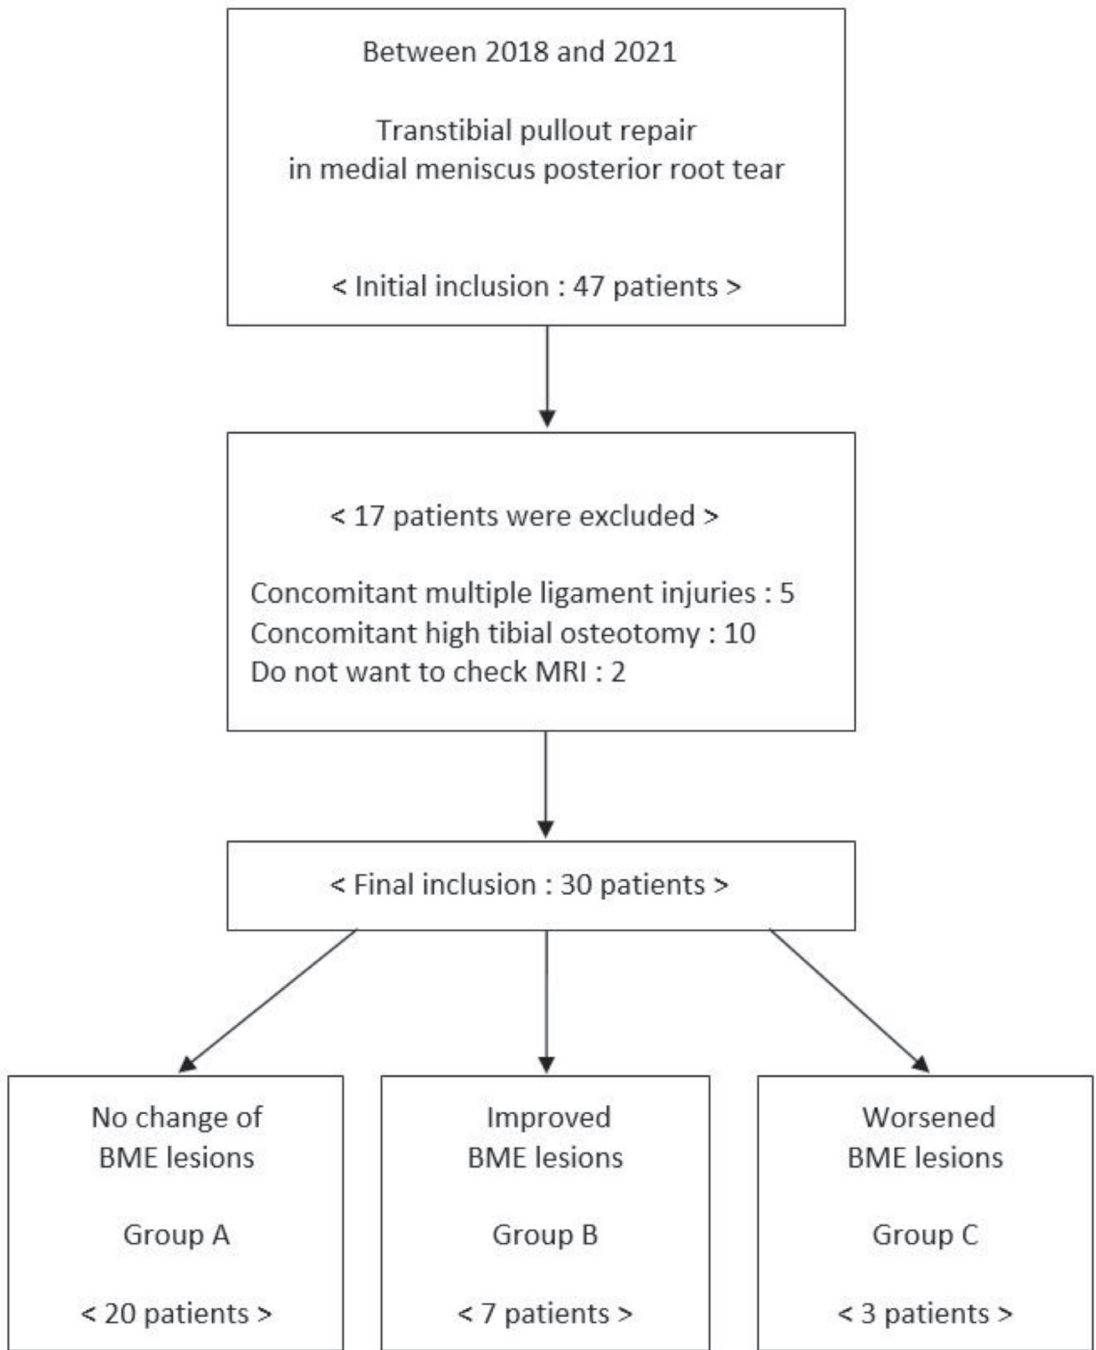 Between 2018 and 2021
Transtibial pullout repair
in medial meniscus posterior root tear
< Initial inclusion : 47 patients >
< 17 patients were excluded >
Concomitant multiple ligament injuries : 5
Concomitant high tibial osteotomy : 10
Do not want to check MRI : 2
< Final inclusion : 30 patients >
No change of
BME lesions
Group A
< 20 patients >
Improved
BME lesions
Group B
< 7 patients >
Worsened
BME lesions
Group C
< 3 patients >